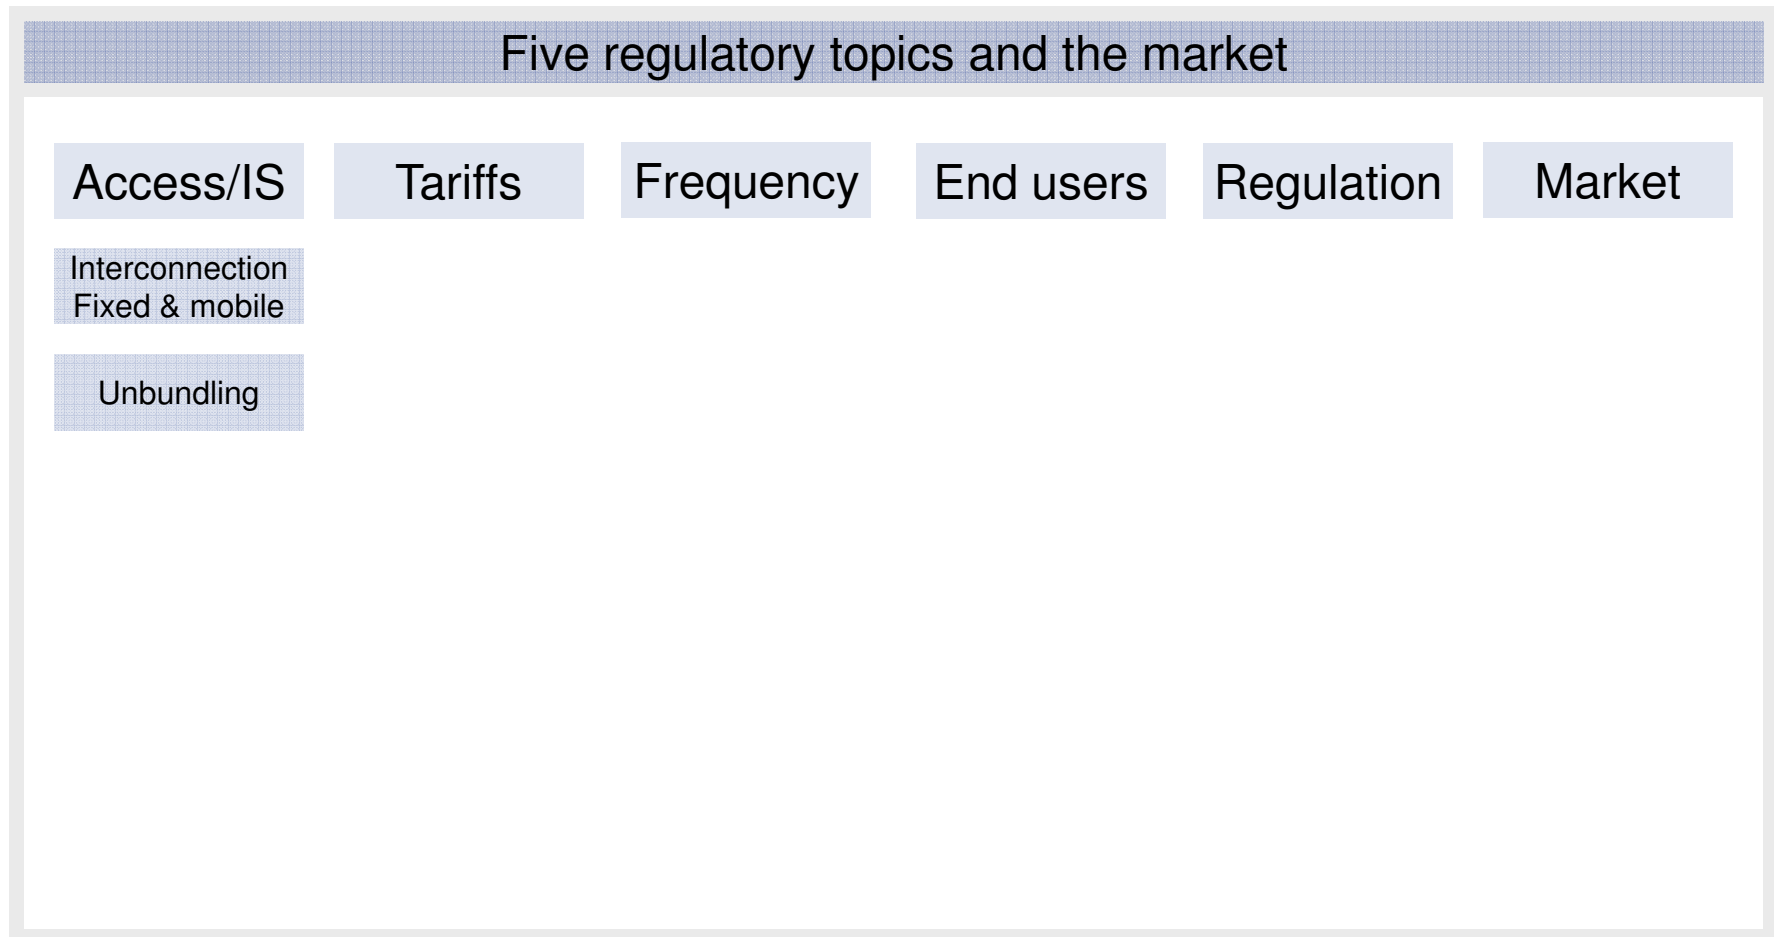 Five regulatory topics and the market
Access/IS
Tariffs
Frequency
End users
Regulation
Market
Interconnection
Fixed & mobile
Unbundling